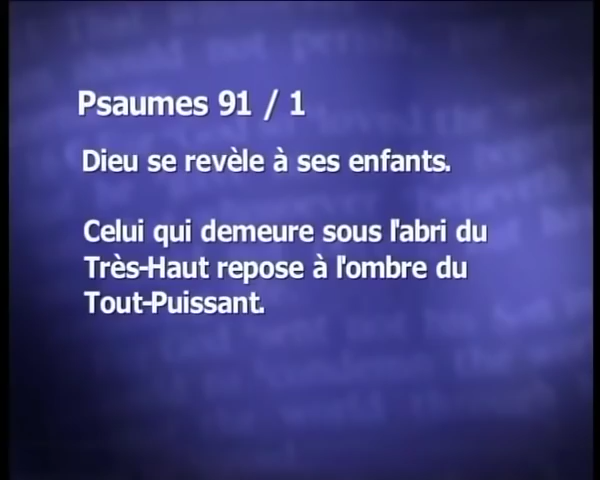 Psaumes 91 / 1
Dieu se revèle à ses enfants.
Celui qui demeure sous l'abri du
Très-Haut repose à l'ombre du
Tout-Puissant.